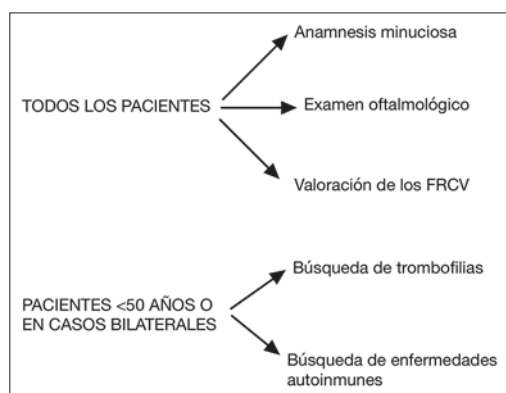 Anamnesis minuciosa
TODOS LOS PACIENTES
Examen oftalmológico
Valoración de los FRCV
Búsqueda de trombofilias
PACIENTES <50 AÑOS O
EN CASOS BILATERALES
Búsqueda de enfermedades
autoinmunes